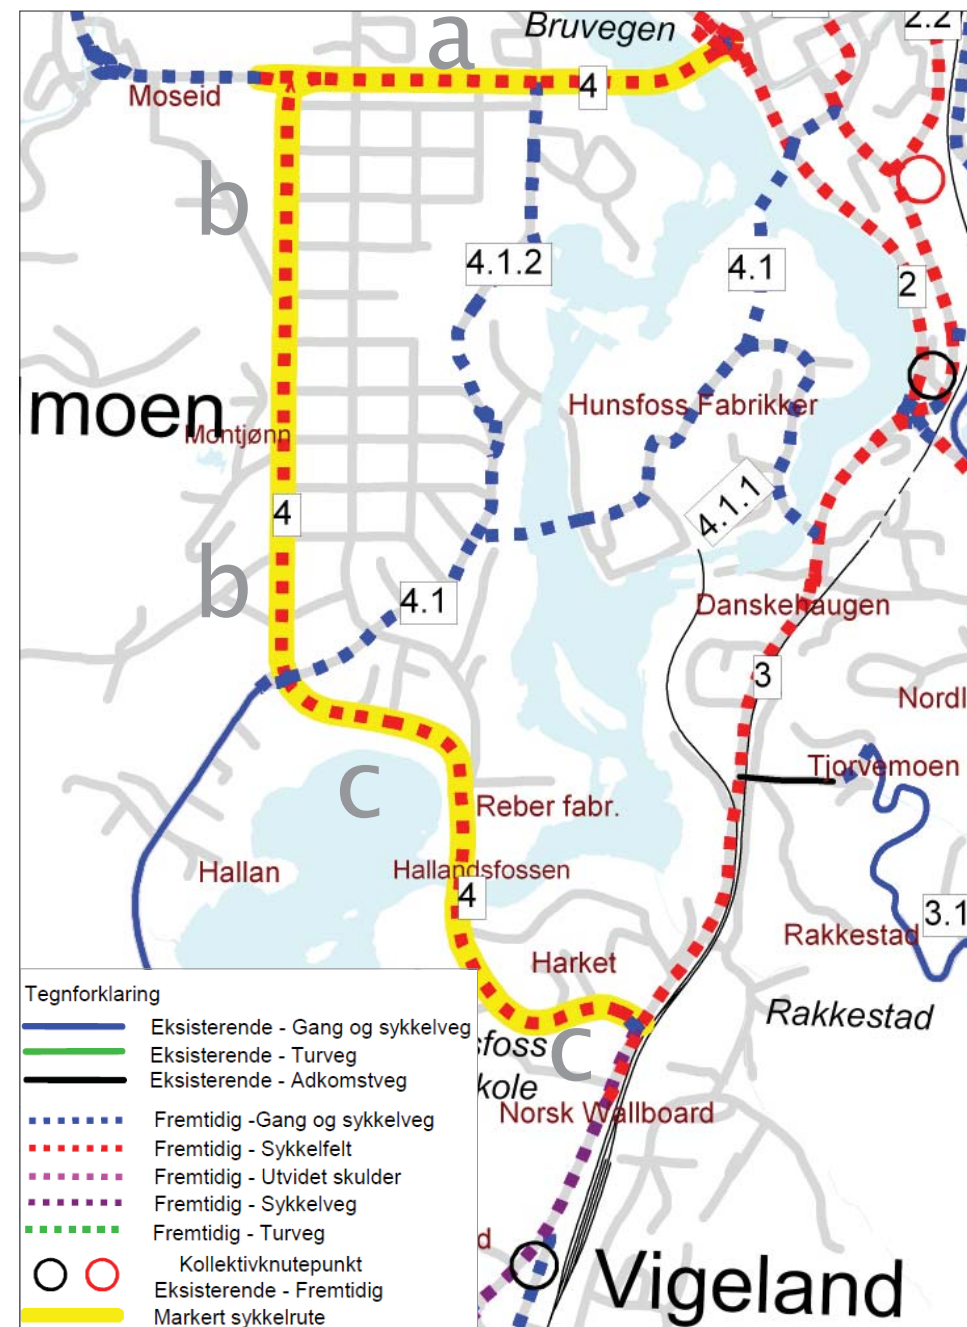 a
Bruvegen
2.2
Moseid
4
b
4.1.2
4.1
2
moen
Montjønn
Hunsfoss Fabrikker
4
4.1.1
b
4.1
Danskehaugen
3
Nordl
Tjorvemoen
c
Reber fabr.
Hallan
Hallandsfossen
4
3.1
Rakkestad
Harket
Rakkestad
sfoss
kole
c
Norsk Wallboard
d
Vigeland
Tegnforklaring
Eksisterende - Gang og sykkelveg
Eksisterende - Turveg
Eksisterende - Adkomstveg
Fremtidig -Gang og sykkelveg
Fremtidig - Sykkelfelt
Fremtidig - Utvidet skulder
Fremtidig - Sykkelveg
Fremtidig - Turveg
Kollektivknutepunkt
Eksisterende - Fremtidig
Markert sykkelrute